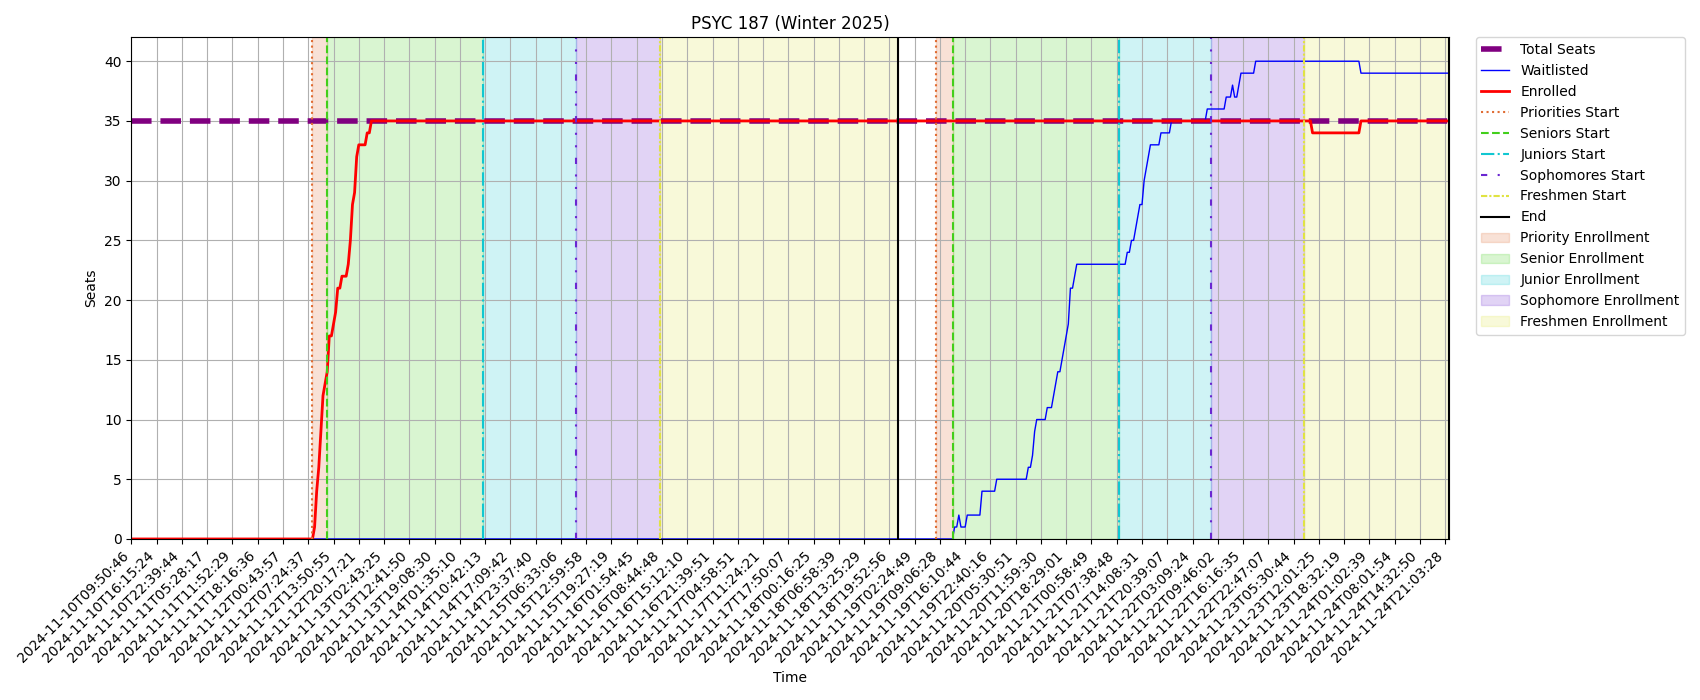 PSYC 187 (Winter 2025)
Seats
40
35
30
25
20
15
10
5
0
2024-11-10T09:50:46
2024-11-10T16:15:24
2024-11-10T22:39:44
2024-11-11T05:28:17
2024-11-11T11:52:29
2024-11-11T18:16:36
2024-11-12T00:43:57
2024-11-12T07:24:37
2024-11-12T13:50:55
2024-11-12T20:17:21
2024-11-13T02:43:25
2024-11-13T12:41:50
2024-11-13T19:08:30
2024-11-14T01:35:10
2024-11-14T10:42:13
2024-11-14T17:09:42
2024-11-14T23:37:40
2024-11-15T06:33:06
2024-11-15T12:59:58
2024-11-15T19:27:19
2024-11-16T01:54:45
2024-11-16T08:44:48
2024-11-16T15:12:10
2024-11-16T21:39:51
2024-11-17T04:58:51
2024-11-17T11:24:21
2024-11-17T17:50:07
2024-11-18T00:16:25
2024-11-18T06:58:39
2024-11-18T13:25:29
2024-11-18T19:52:56
2024-11-19T02:24:49
2024-11-19T09:06:28
2024-11-19T16:10:44
2024-11-19T22:40:16
2024-11-20T05:30:51
2024-11-20T11:59:30
2024-11-20T18:29:01
2024-11-21T00:58:49
2024-11-21T07:38:48
2024-11-21T14:08:31
2024-11-21T20:39:07
2024-11-22T03:09:24
2024-11-22T09:46:02
2024-11-22T16:16:35
2024-11-22T22:47:07
2024-11-23T05:30:44
2024-11-23T12:01:25
2024-11-23T18:32:19
2024-11-24T01:02:39
2024-11-24T08:01:54
2024-11-24T14:32:50
2024-11-24T21:03:28
Time
Total Seats
Waitlisted
Enrolled
Priorities Start
Seniors Start
Juniors Start
Sophomores Start
Freshmen Start
End
Priority Enrollment
Senior Enrollment
Junior Enrollment
Sophomore Enrollment
Freshmen Enrollment